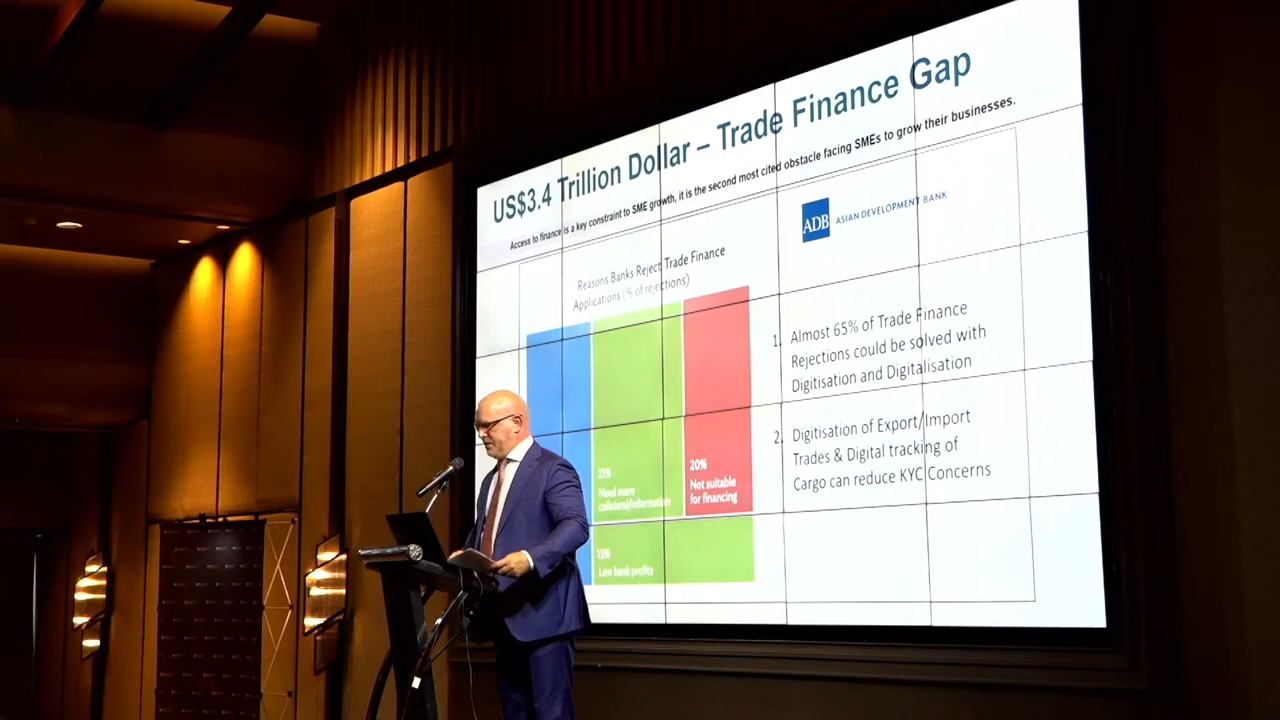 US$3.4 Trillion Dollar – Trade Finance Gap
Access to finance is a key constraint to SME growth, it is the second most cited obstacle facing SMEs to grow their businesses.
ADB ASIAN DEVELOPMENT BANK
Reasons Banks Reject Trade Finance
Applications (% of rejections)
21%
Need more
collateral/information
20%
Not suitable
for financing
15%
Low bank profits
1. Almost 65% of Trade Finance
Rejections could be solved with
Digitisation and Digitalisation
2. Digitisation of Export/Import
Trades & Digital tracking of
Cargo can reduce KYC Concerns